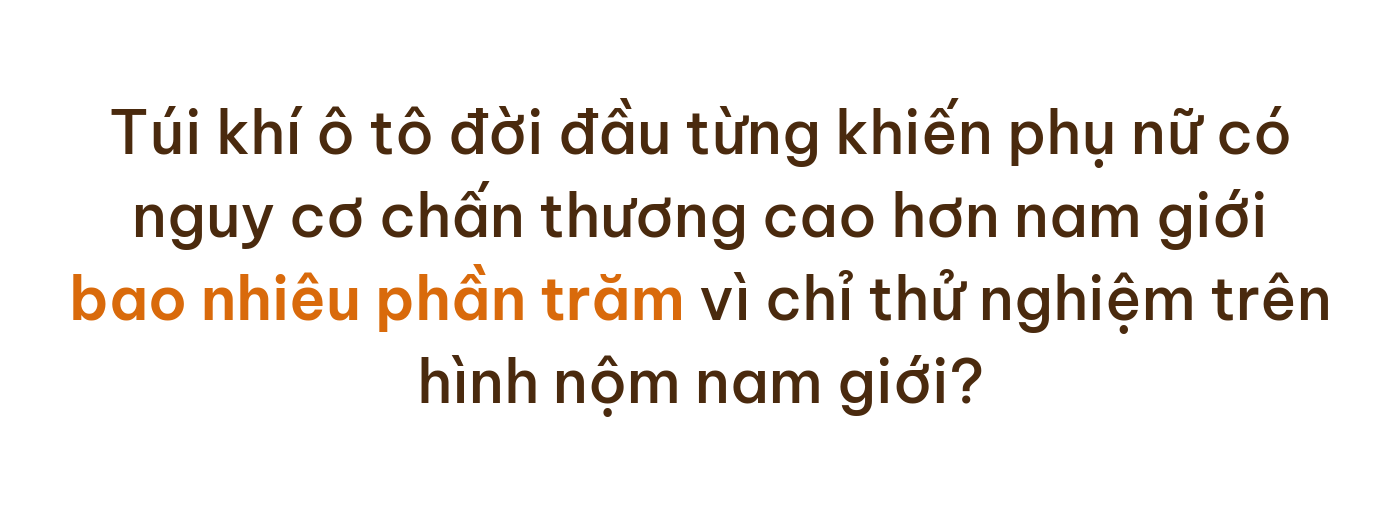 Túi khí ô tô đời đầu từng khiến phụ nữ có
nguy cơ chấn thương cao hơn nam giới
bao nhiêu phần trăm vì chỉ thử nghiệm trên
hình nộm nam giới?